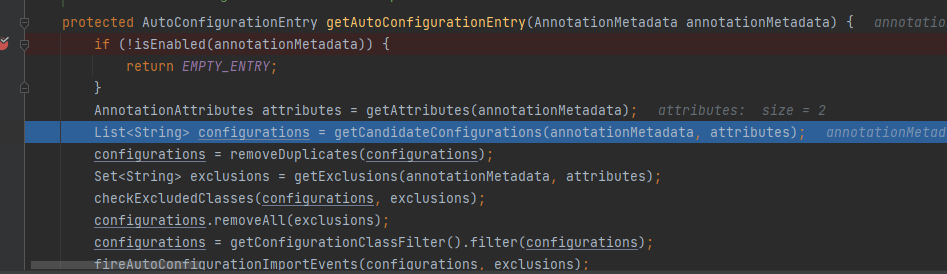 protected AutoConfigurationEntry getAutoConfigurationEntry(AnnotationMetadata annotationMetadata) {
if (!isEnabled(annotationMetadata)) {
return EMPTY_ENTRY;
}
AnnotationAttributes attributes = getAttributes(annotationMetadata); attributes: size = 2
List<String> configurations = getCandidateConfigurations(annotationMetadata, attributes);
configurations = removeDuplicates(configurations);
Set<String> exclusions = getExclusions(annotationMetadata, attributes);
checkExcludedClasses(configurations, exclusions);
configurations.removeAll(exclusions);
configurations = getConfigurationClassFilter().filter(configurations);
fireAutoConfigurationImportEvents(configurations, exclusions);